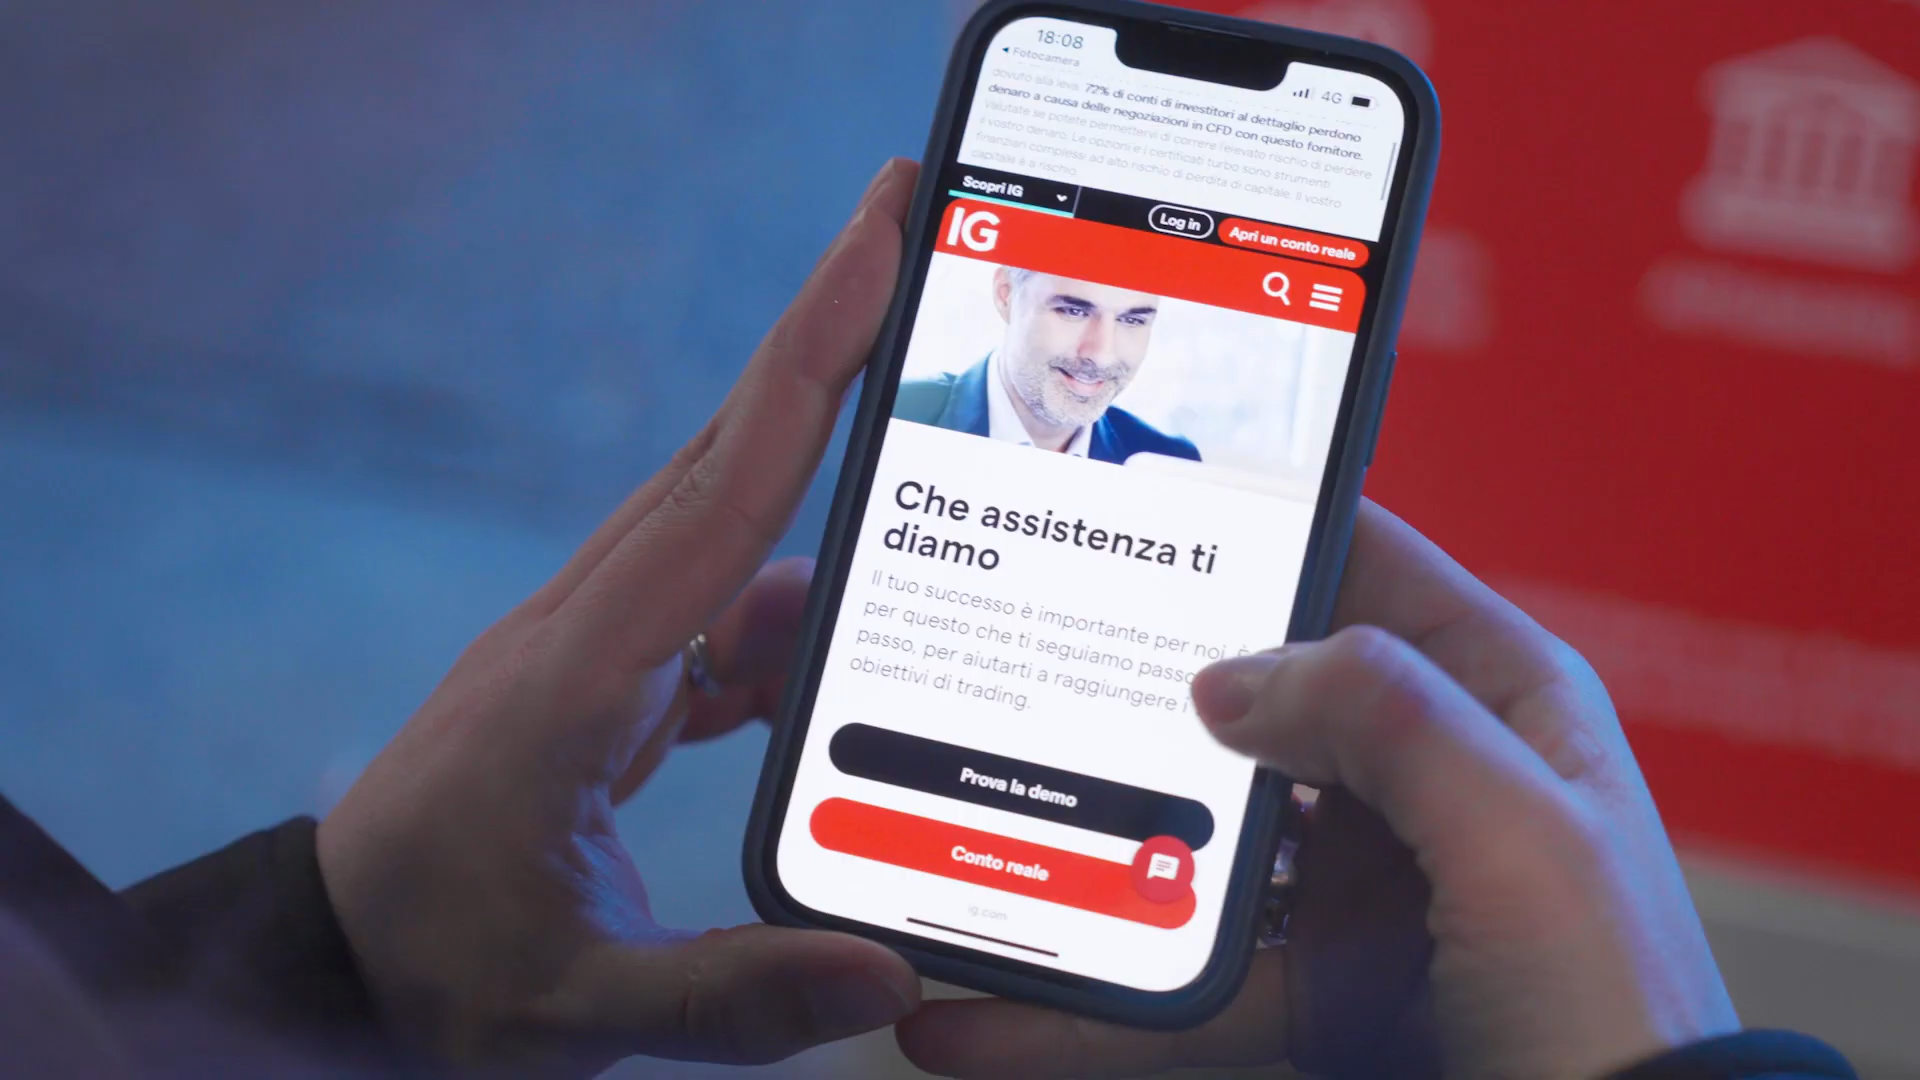 18:08
Fotocamera
4G
dovuto alla leva. 72% di conti di investitori al dettaglio perdono
denaro a causa delle negoziazioni in CFD con questo fornitore.
Valutate se potete permettervi di correre l'elevato rischio di perdere
il vostro denaro. Le opzioni e i certificati turbo sono strumenti
finanziari complessi ad alto rischio di perdita di capitale. Il vostro
capitale è a rischio.
Scopri IG
Log in
Apri un conto reale
IG
Che assistenza ti
diamo
Il tuo successo è importante per noi, è
per questo che ti seguiamo passo
passo, per aiutarti a raggiungere i
obiettivi di trading.
Prova la demo
Conto reale
ig.com